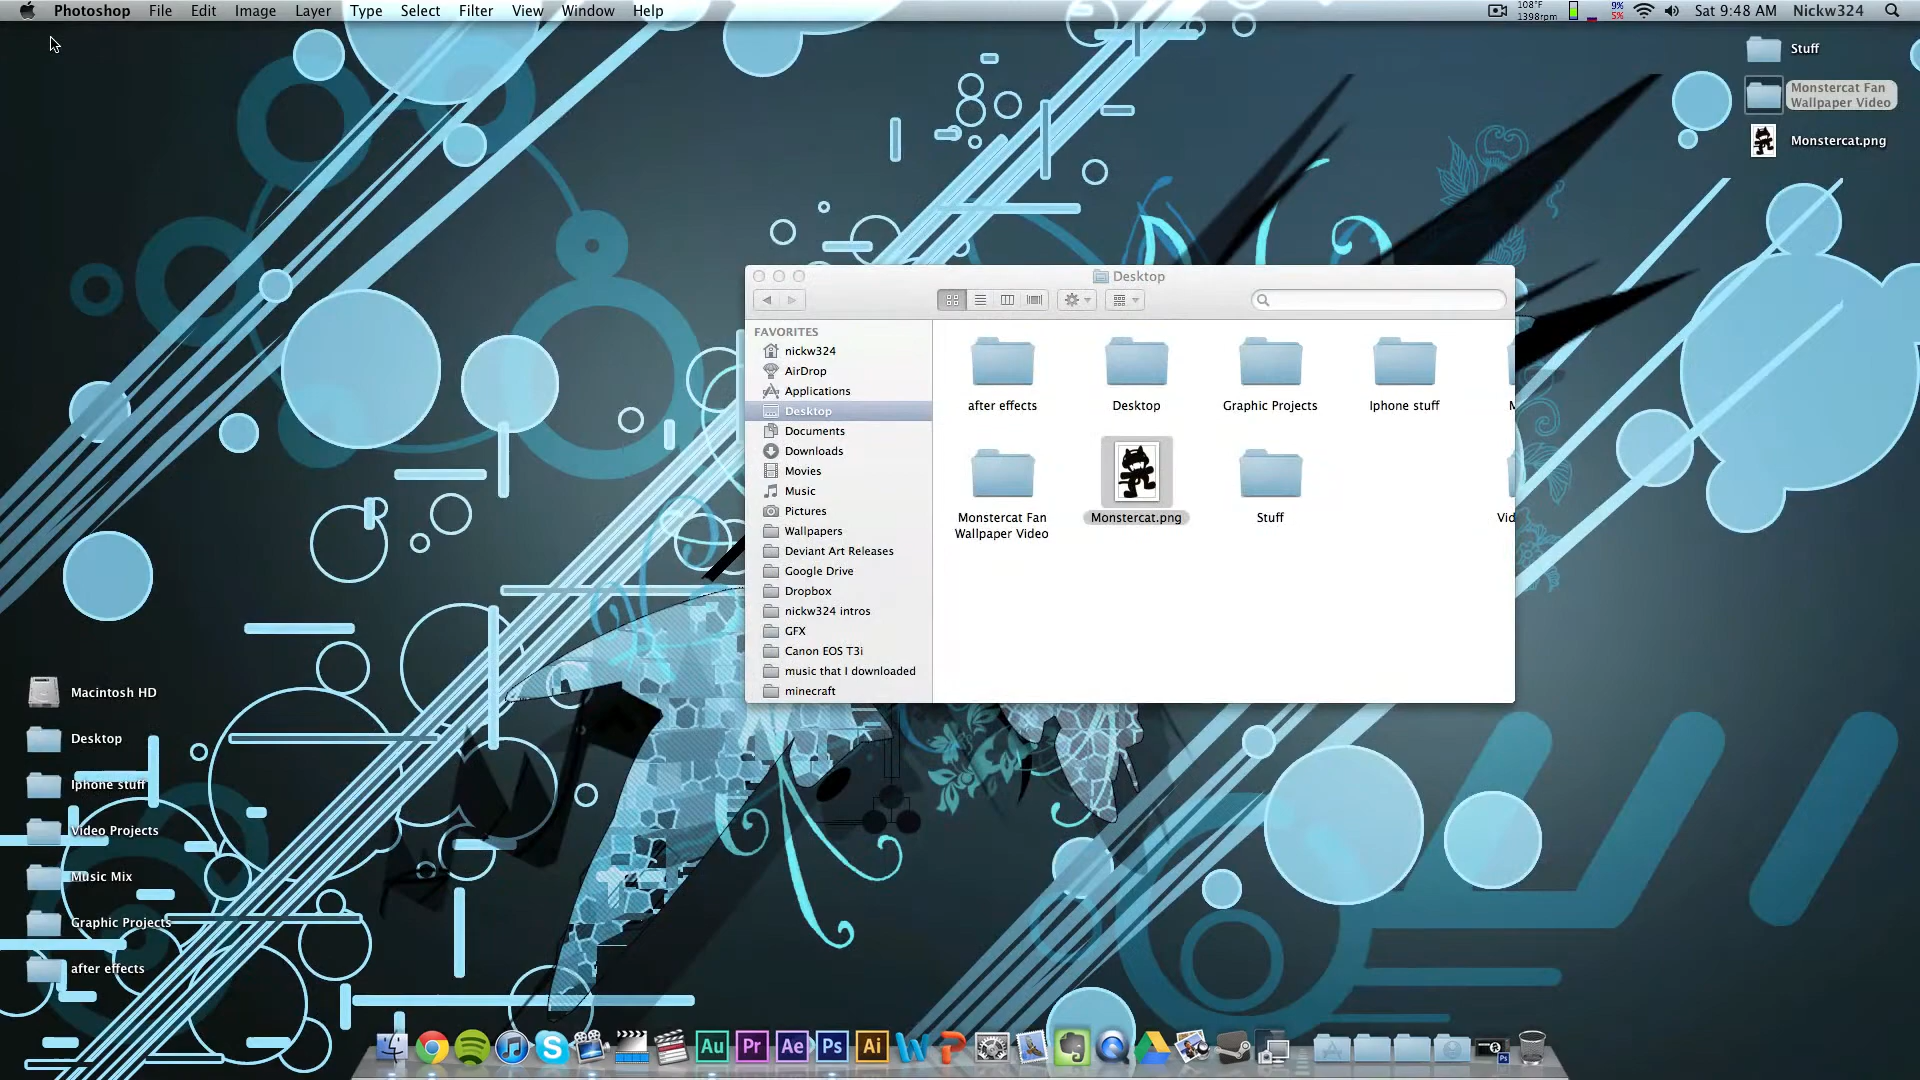 Photoshop File Edit Image Layer Type Select Filter View Window Help
108°F
1398rpm
9%
5%
Sat 9:48 AM Nickw324
Stuff
Monstercat Fan
Wallpaper Video
Monstercat.png
Desktop
FAVORITES
nickw324
AirDrop
Applications
Desktop
Documents
Downloads
Movies
Music
Pictures
Wallpapers
Deviant Art Releases
Google Drive
Dropbox
nickw324 intros
GFX
Canon EOS T3i
music that I downloaded
minecraft
after effects
Desktop
Graphic Projects
Iphone stuff
Monstercat Fan
Wallpaper Video
Monstercat.png
Stuff
Vid
Macintosh HD
Desktop
Iphone stuff
Video Projects
Music Mix
Graphic Projects
after effects
Au Pr Ae Ps Ai